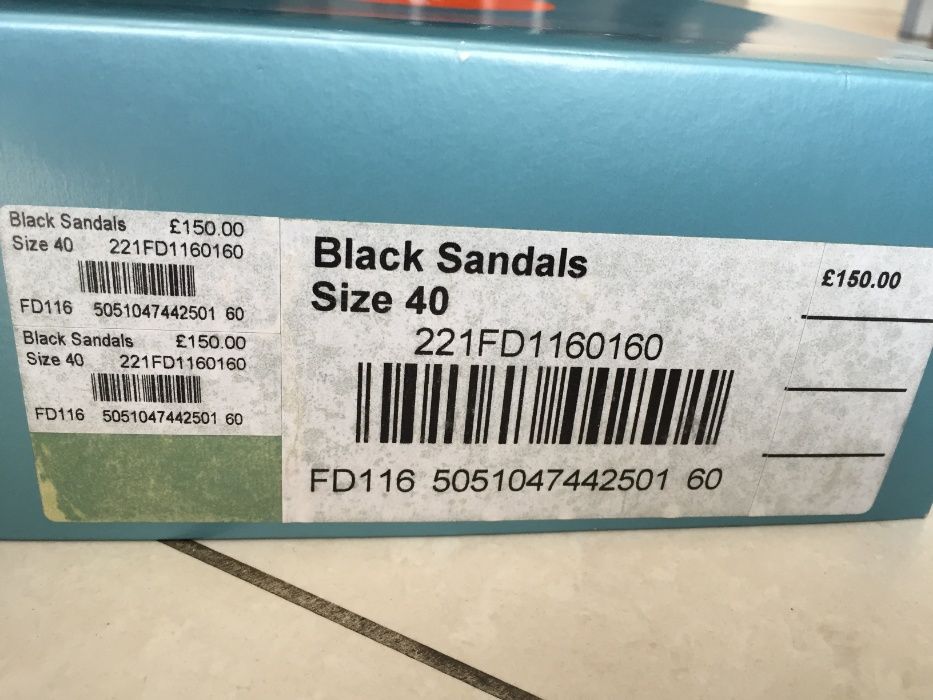 Black Sandals £150.00
Size 40 221FD1160160
FD116 5051047442501 60
Black Sandals £150.00
Size 40 221FD1160160
FD116 5051047442501 60
Black Sandals
Size 40
221FD1160160
FD116 5051047442501 60
£150.00